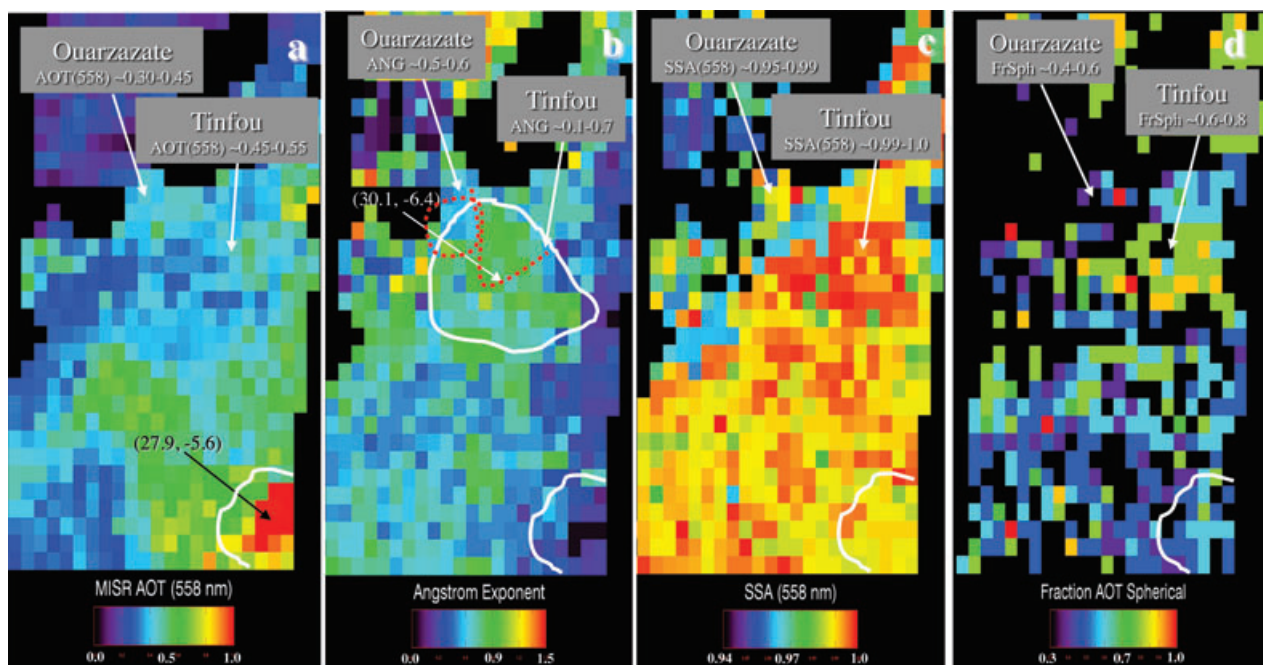 a
Ouarzazate
AOT(558) ~0.30-0.45
Tinfou
AOT(558) ~0.45-0.55
(27.9, -5.6)
MISR AOT (558 nm)
0.0 0.5 1.0
b
Ouarzazate
ANG ~0.5-0.6
Tinfou
ANG ~0.1-0.7
(30.1, -6.4)
Angstrom Exponent
0.0 0.9 1.5
c
Ouarzazate
SSA(558) ~0.95-0.99
Tinfou
SSA(558) ~0.99-1.0
SSA (558 nm)
0.94 0.97 1.0
d
Ouarzazate
FrSph ~0.4-0.6
Tinfou
FrSph ~0.6-0.8
Fraction AOT Spherical
0.3 0.7 1.0